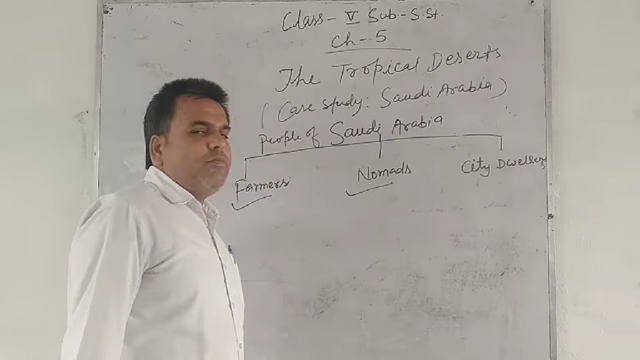 Class - V Sub - S.St.
Ch - 5
The Tropical Deserts
(Case study: Saudi Arabia)
People of Saudi Arabia
Farmers Nomads City Dwellers